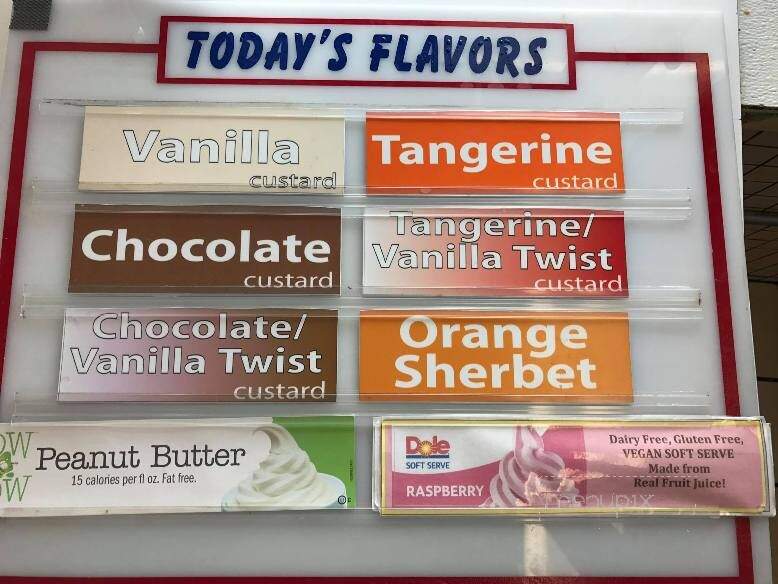 TODAY'S FLAVORS
Vanilla
custard
Tangerine
custard
Chocolate
custard
Tangerine/
Vanilla Twist
custard
Chocolate/
Vanilla Twist
custard
Orange
Sherbet
OW
OW
Peanut Butter
15 calories per fl oz. Fat free.
Dole
SOFT SERVE
RASPBERRY
Dairy Free, Gluten Free,
VEGAN SOFT SERVE
Made from
Real Fruit Juice!